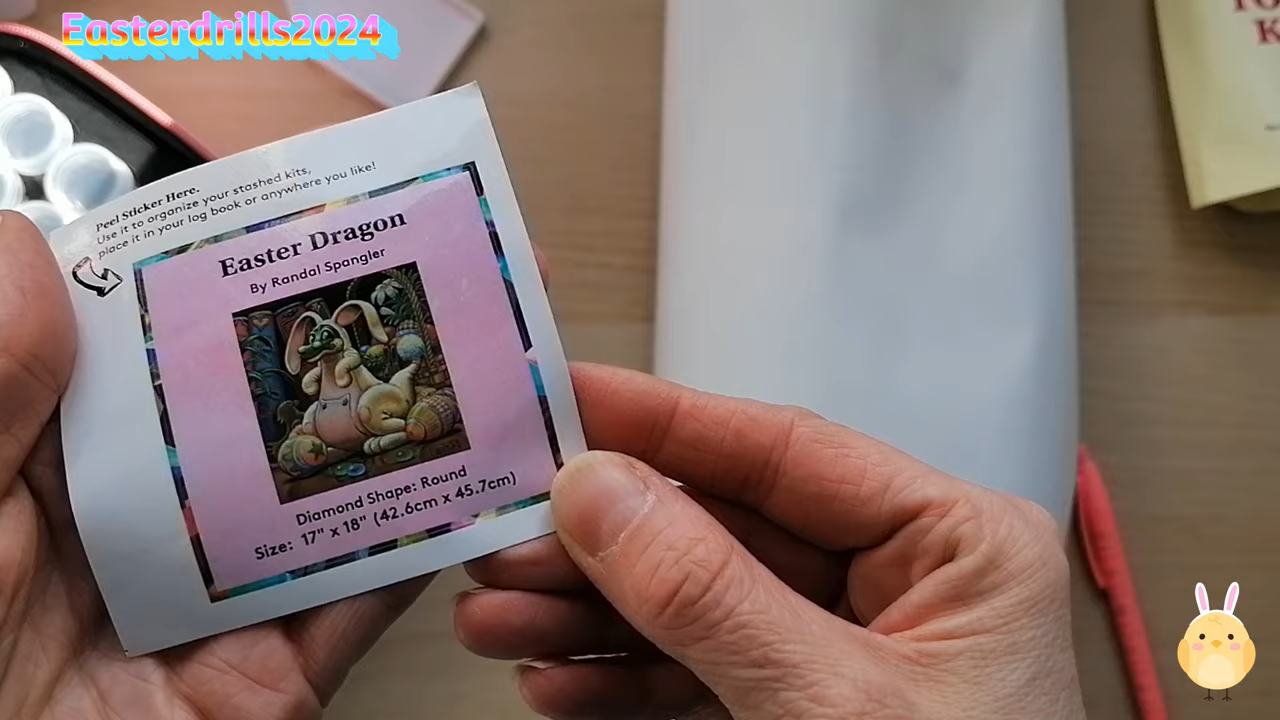 Easterdrills2024
Peel Sticker Here.
Use it to organize your stashed kits,
place it in your log book or anywhere you like!
Easter Dragon
By Randal Spangler
Diamond Shape: Round
Size: 17" x 18" (42.6cm x 45.7cm)